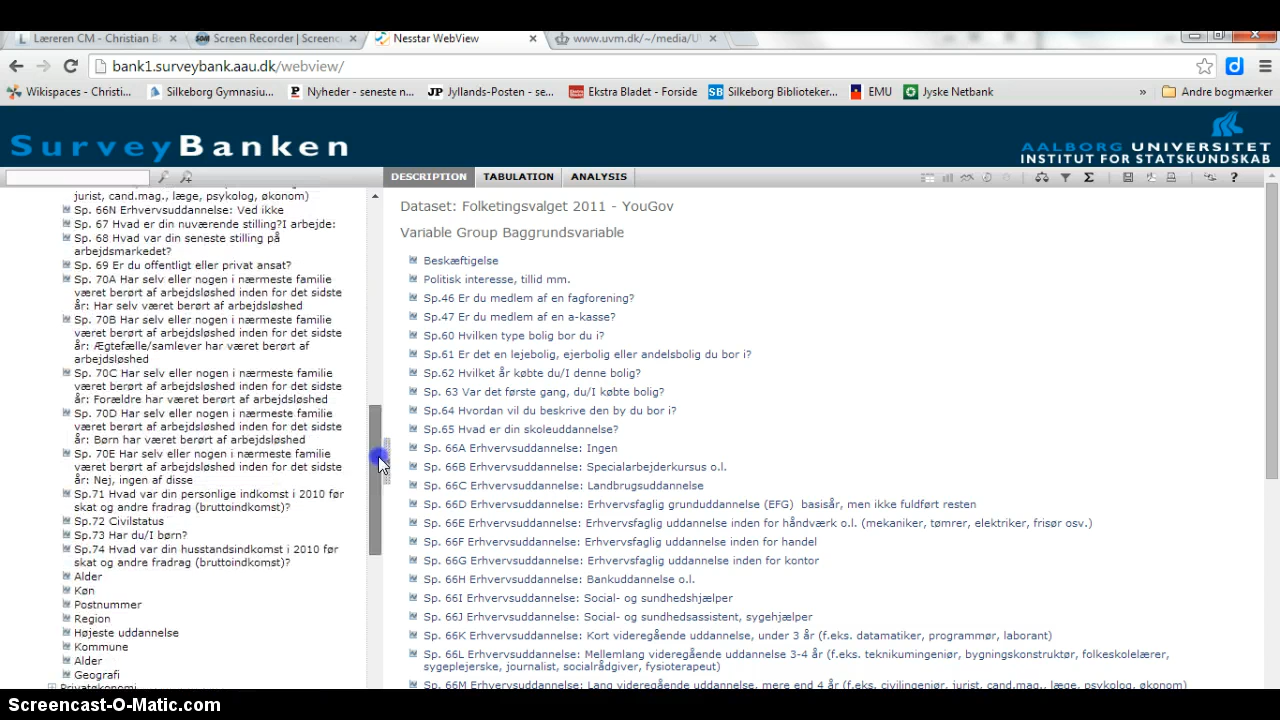 Læreren CM - Christian B
Screen Recorder | Screenc
Nesstar WebView
www.uvm.dk/~/media/U
bank1.surveybank.aau.dk/webview/
Wikispaces - Christi...
Silkeborg Gymnasiu...
Nyheder - seneste n...
JP Jyllands-Posten - se...
Ekstra Bladet - Forside
SB Silkeborg Biblioteker...
EMU
Jyske Netbank
»
Andre bogmærker
SurveyBanken
AALBORG UNIVERSITET
INSTITUT FOR STATSKUNDSKAB
DESCRIPTION
TABULATION
ANALYSIS
jurist, cand.mag., læge, psykolog, økonom)
Sp. 66N Erhvervsuddannelse: Ved ikke
Sp. 67 Hvad er din nuværende stilling?I arbejde:
Sp. 68 Hvad var din seneste stilling på
arbejdsmarkedet?
Sp. 69 Er du offentligt eller privat ansat?
Sp. 70A Har selv eller nogen i nærmeste familie
været berørt af arbejdsløshed inden for det sidste
år: Har selv været berørt af arbejdsløshed
Sp. 70B Har selv eller nogen i nærmeste familie
været berørt af arbejdsløshed inden for det sidste
år: Ægtefælle/samlever har været berørt af
arbejdsløshed
Sp. 70C Har selv eller nogen i nærmeste familie
været berørt af arbejdsløshed inden for det sidste
år: Forældre har været berørt af arbejdsløshed
Sp. 70D Har selv eller nogen i nærmeste familie
været berørt af arbejdsløshed inden for det sidste
år: Børn har været berørt af arbejdsløshed
Sp. 70E Har selv eller nogen i nærmeste familie
været berørt af arbejdsløshed inden for det sidste
år: Nej, ingen af disse
Sp.71 Hvad var din personlige indkomst i 2010 før
skat og andre fradrag (bruttoindkomst)?
Sp.72 Civilstatus
Sp.73 Har du/I børn?
Sp.74 Hvad var din husstandsindkomst i 2010 før
skat og andre fradrag (bruttoindkomst)?
Alder
Køn
Postnummer
Region
Højeste uddannelse
Kommune
Alder
Geografi
Privatøkonomi
Dataset: Folketingsvalget 2011 - YouGov
Variable Group Baggrundsvariable
Beskæftigelse
Politisk interesse, tillid mm.
Sp.46 Er du medlem af en fagforening?
Sp.47 Er du medlem af en a-kasse?
Sp.60 Hvilken type bolig bor du i?
Sp.61 Er det en lejebolig, ejerbolig eller andelsbolig du bor i?
Sp.62 Hvilket år købte du/I denne bolig?
Sp. 63 Var det første gang, du/I købte bolig?
Sp.64 Hvordan vil du beskrive den by du bor i?
Sp.65 Hvad er din skoleuddannelse?
Sp. 66A Erhvervsuddannelse: Ingen
Sp. 66B Erhvervsuddannelse: Specialarbejderkursus o.l.
Sp. 66C Erhvervsuddannelse: Landbrugsuddannelse
Sp. 66D Erhvervsuddannelse: Erhvervsfaglig grunduddannelse (EFG) basisår, men ikke fuldført resten
Sp. 66E Erhvervsuddannelse: Erhvervsfaglig uddannelse inden for håndværk o.l. (mekaniker, tømrer, elektriker, frisør osv.)
Sp. 66F Erhvervsuddannelse: Erhvervsfaglig uddannelse inden for handel
Sp. 66G Erhvervsuddannelse: Erhvervsfaglig uddannelse inden for kontor
Sp. 66H Erhvervsuddannelse: Bankuddannelse o.l.
Sp. 66I Erhvervsuddannelse: Social- og sundhedshjælper
Sp. 66J Erhvervsuddannelse: Social- og sundhedsassistent, sygehjælper
Sp. 66K Erhvervsuddannelse: Kort videregående uddannelse, under 3 år (f.eks. datamatiker, programmør, laborant)
Sp. 66L Erhvervsuddannelse: Mellemlang videregående uddannelse 3-4 år (f.eks. teknikumingeniør, bygningskonstruktør, folkeskolelærer,
sygeplejerske, journalist, socialrådgiver, fysioterapeut)
Sp. 66M Erhvervsuddannelse: Lang videregående uddannelse, mere end 4 år (f.eks. civilingeniør, jurist, cand.mag., læge, psykolog, økonom)
Screencast-O-Matic.com